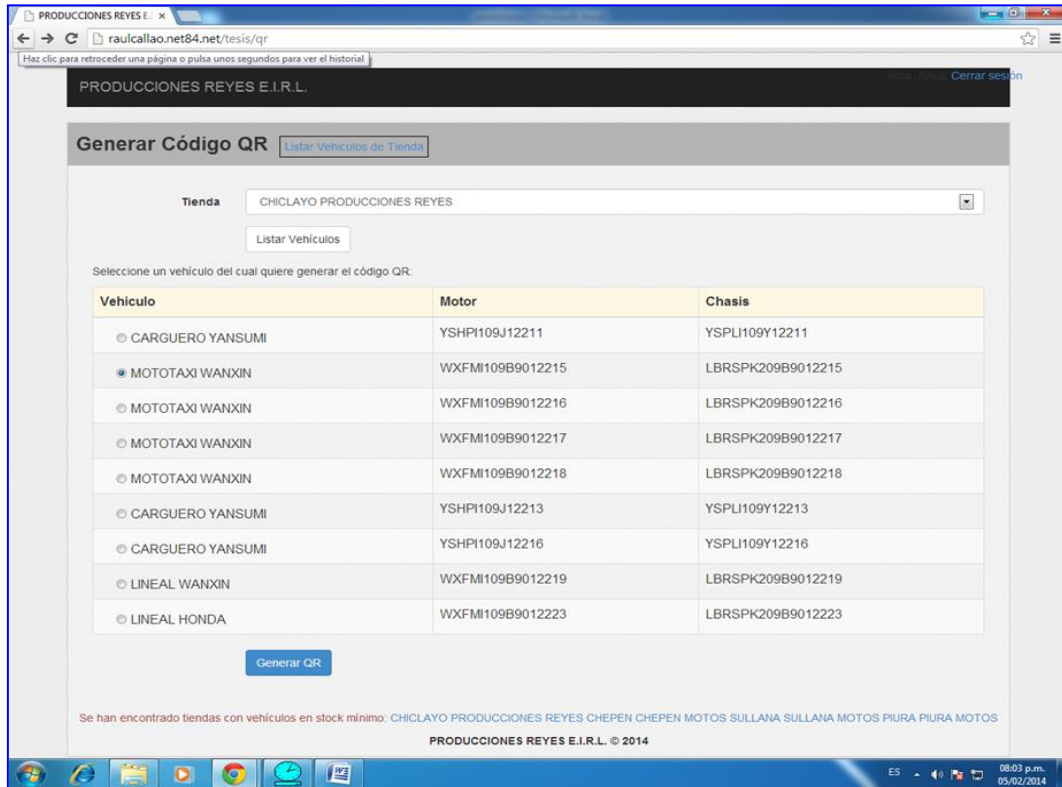 PRODUCCIONES REYES E.
raulcallao.net84.net/tesis/qr
Haz clic para retroceder una página o pulsa unos segundos para ver el historial
Cerrar sesión
PRODUCCIONES REYES E.I.R.L.
Generar Código QR Listar Vehiculos de Tienda
Tienda CHICLAYO PRODUCCIONES REYES
Listar Vehículos
Seleccione un vehículo del cual quiere generar el código QR:
Vehiculo Motor Chasis
CARGUERO YANSUMI YSHPI109J12211 YSPLI109Y12211
MOTOTAXI WANXIN WXFMI109B9012215 LBRSPK209B9012215
MOTOTAXI WANXIN WXFMI109B9012216 LBRSPK209B9012216
MOTOTAXI WANXIN WXFMI109B9012217 LBRSPK209B9012217
MOTOTAXI WANXIN WXFMI109B9012218 LBRSPK209B9012218
CARGUERO YANSUMI YSHPI109J12213 YSPLI109Y12213
CARGUERO YANSUMI YSHPI109J12216 YSPLI109Y12216
LINEAL WANXIN WXFMI109B9012219 LBRSPK209B9012219
LINEAL HONDA WXFMI109B9012223 LBRSPK209B9012223
Generar QR
Se han encontrado tiendas con vehículos en stock mínimo: CHICLAYO PRODUCCIONES REYES CHEPEN CHEPEN MOTOS SULLANA SULLANA MOTOS PIURA PIURA MOTOS
PRODUCCIONES REYES E.I.R.L. © 2014
ES 08:03 p.m.
05/02/2014